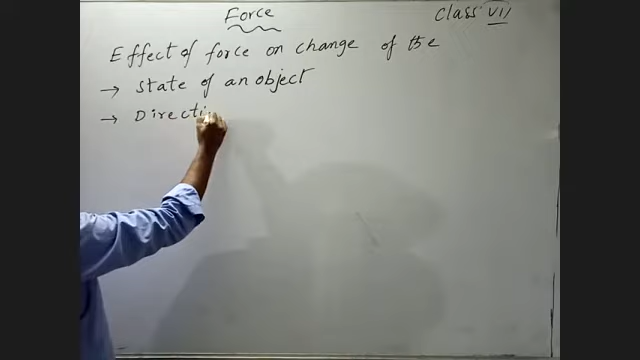 Force
Class VII
Effect of force on change of the
→ State of an object
→ Directi